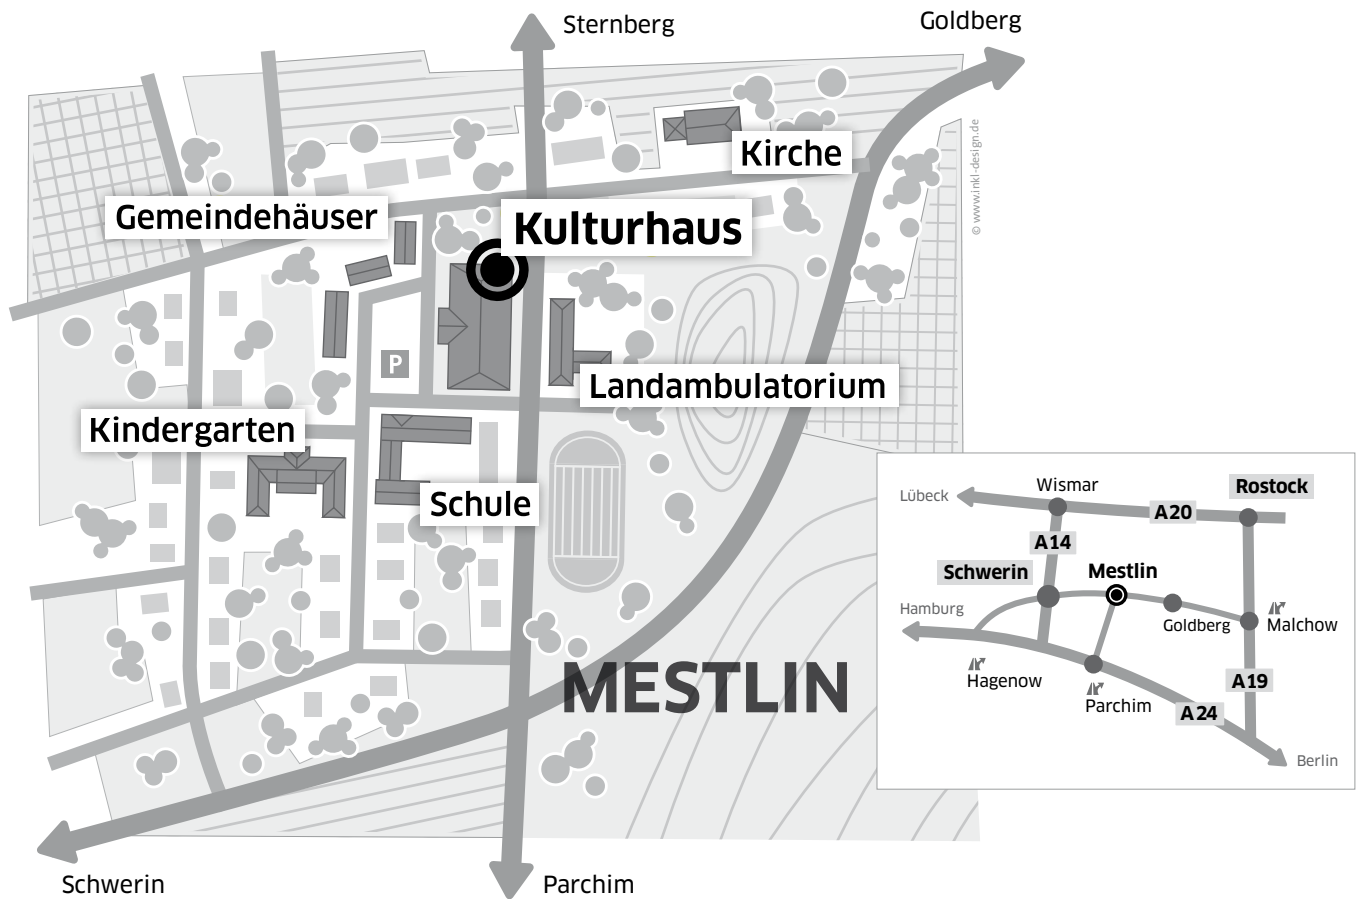 Sternberg
Goldberg
© www.inkl-design.de
Kirche
Gemeindehäuser
Kulturhaus
P
Landambulatorium
Kindergarten
Schule
MESTLIN
Schwerin
Parchim
Lübeck
Wismar
Rostock
A20
A14
Schwerin
Mestlin
Hamburg
Goldberg
Malchow
Hagenow
Parchim
A19
A24
Berlin